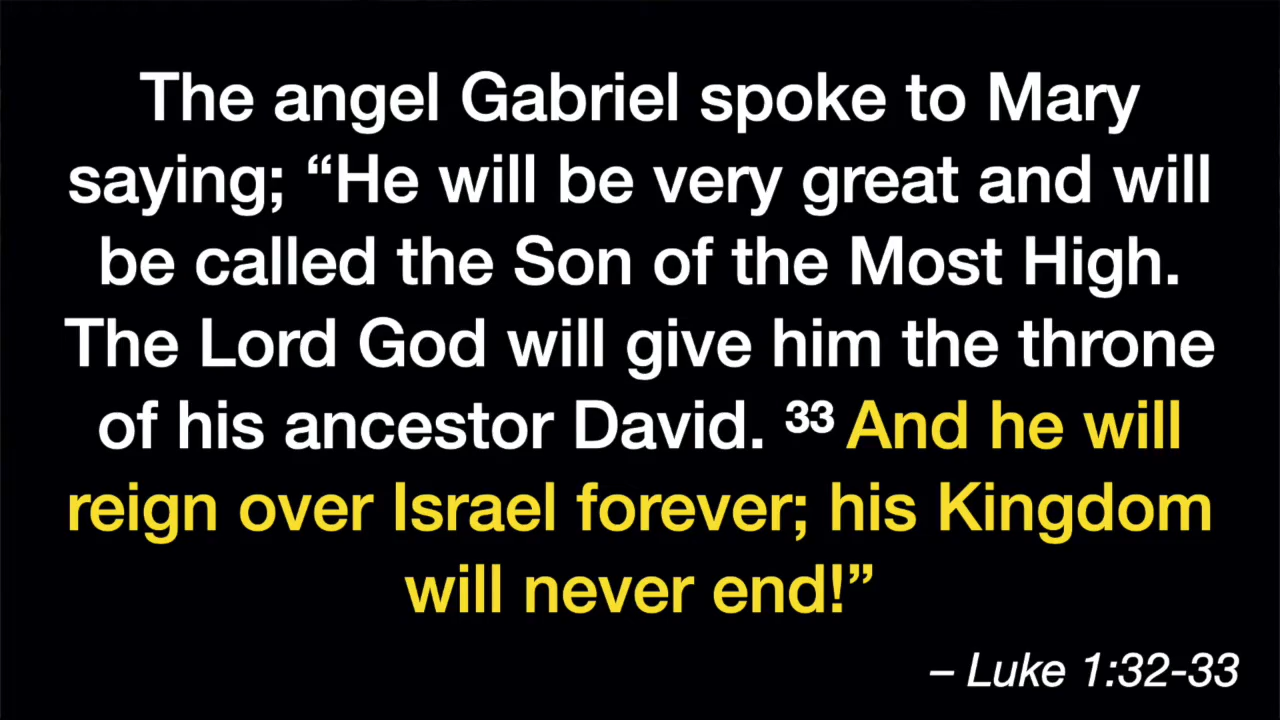 The angel Gabriel spoke to Mary
saying; “He will be very great and will
be called the Son of the Most High.
The Lord God will give him the throne
of his ancestor David. ³³ And he will
reign over Israel forever; his Kingdom
will never end!”
– Luke 1:32-33